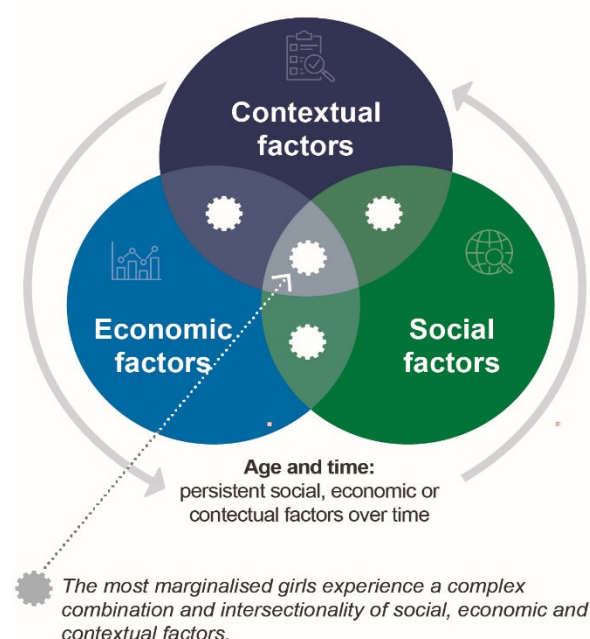 Contextual
factors
Economic
factors
Social
factors
Age and time:
persistent social, economic or
contectual factors over time
The most marginalised girls experience a complex
combination and intersectionality of social, economic and
contextual factors.